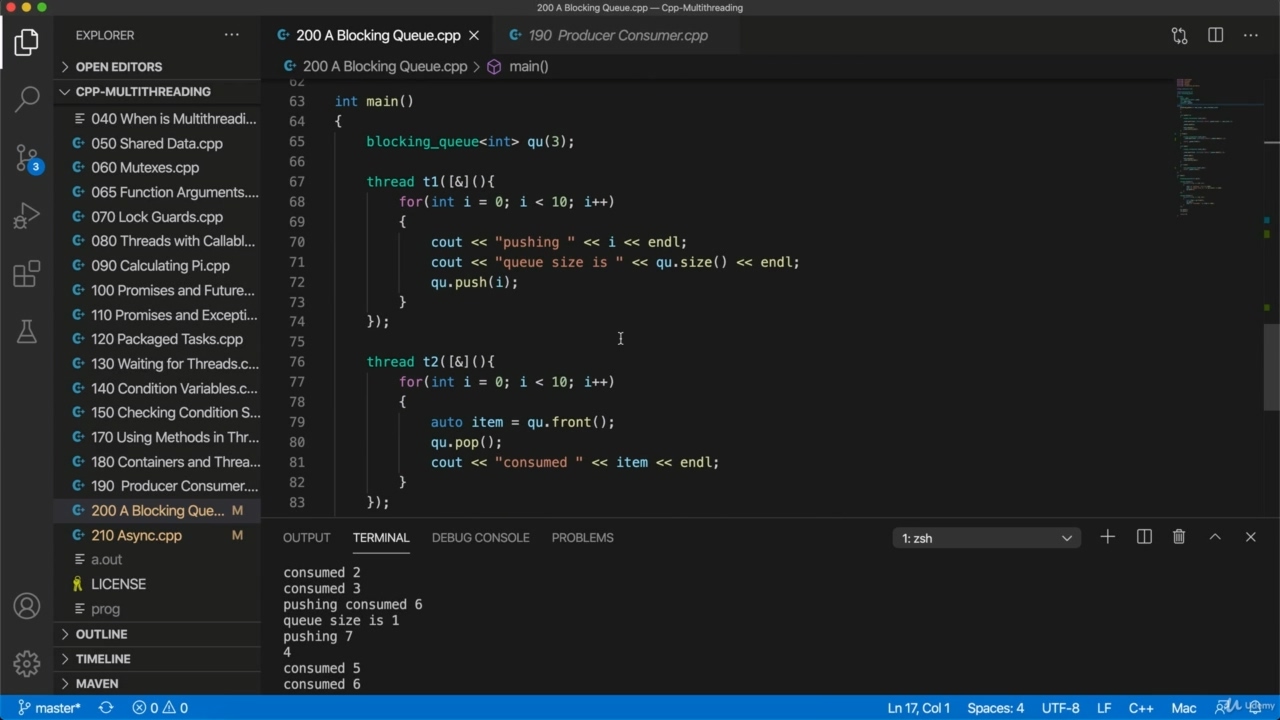 200 A Blocking Queue.cpp — Cpp-Multithreading
EXPLORER
200 A Blocking Queue.cpp
190 Producer Consumer.cpp
OPEN EDITORS
200 A Blocking Queue.cpp > main()
CPP-MULTITHREADING
040 When is Multithreadi...
050 Shared Data.cpp
060 Mutexes.cpp
065 Function Arguments....
070 Lock Guards.cpp
080 Threads with Callabl...
090 Calculating Pi.cpp
100 Promises and Future...
110 Promises and Excepti...
120 Packaged Tasks.cpp
130 Waiting for Threads.c...
140 Condition Variables.c...
150 Checking Condition S...
170 Using Methods in Thr...
180 Containers and Threa...
190 Producer Consumer....
200 A Blocking Que... M
210 Async.cpp M
a.out
LICENSE
prog
OUTLINE
TIMELINE
MAVEN
3
62
63 int main()
64 {
65 blocking_queue<int> qu(3);
66
67 thread t1([&](){
68 for(int i = 0; i < 10; i++)
69 {
70 cout << "pushing " << i << endl;
71 cout << "queue size is " << qu.size() << endl;
72 qu.push(i);
73 }
74 });
75
76 thread t2([&](){
77 for(int i = 0; i < 10; i++)
78 {
79 auto item = qu.front();
80 qu.pop();
81 cout << "consumed " << item << endl;
82 }
83 });
OUTPUT TERMINAL DEBUG CONSOLE PROBLEMS 1: zsh
consumed 2
consumed 3
pushing consumed 6
queue size is 1
pushing 7
4
consumed 5
consumed 6
master* 0 0 Ln 17, Col 1 Spaces: 4 UTF-8 LF C++ Mac
Udemy